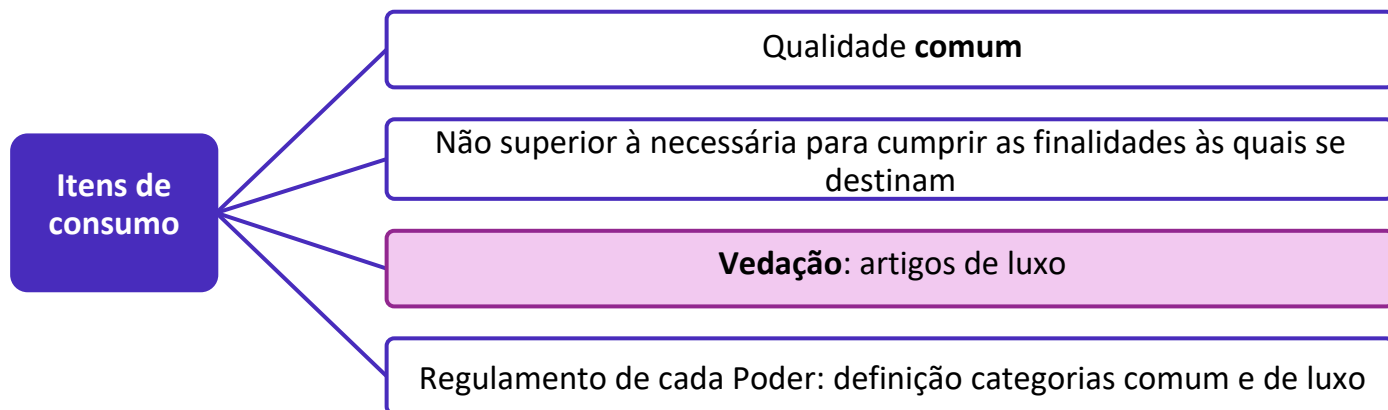 Itens de
consumo
Qualidade comum
Não superior à necessária para cumprir as finalidades às quais se
destinam
Vedação: artigos de luxo
Regulamento de cada Poder: definição categorias comum e de luxo